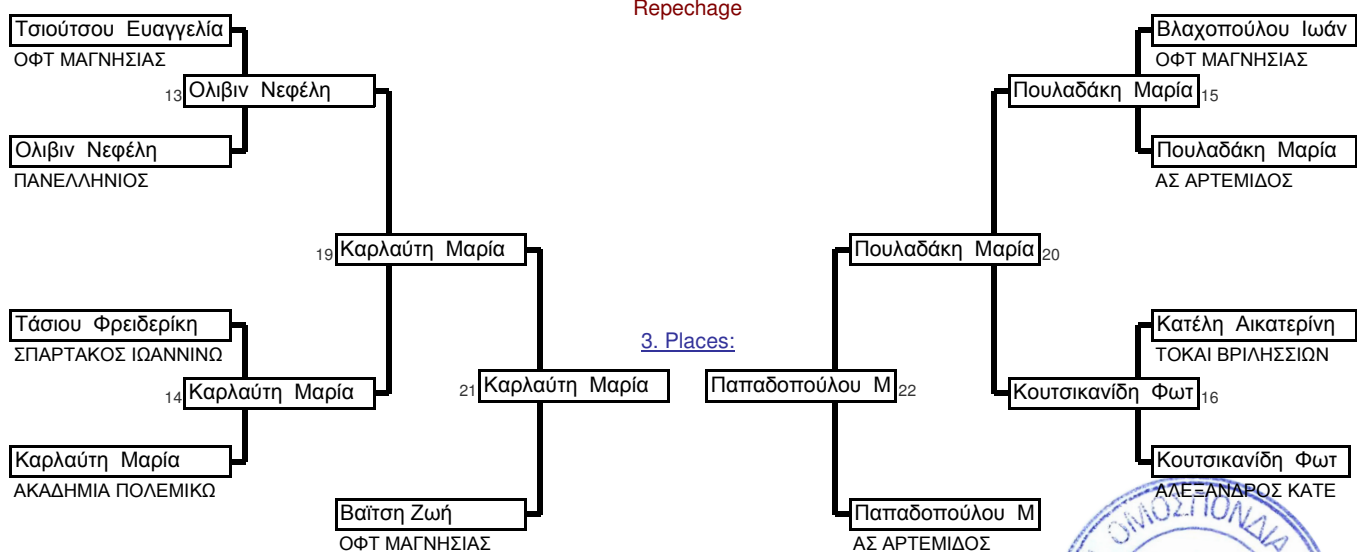 Repechage
Τσιούτσου Ευαγγελία
ΟΦΤ ΜΑΓΝΗΣΙΑΣ
Βλαχοπούλου Ιωάν
ΟΦΤ ΜΑΓΝΗΣΙΑΣ
13 Ολιβιν Νεφέλη
Πουλαδάκη Μαρία 15
Ολιβιν Νεφέλη
ΠΑΝΕΛΛΗΝΙΟΣ
Πουλαδάκη Μαρία
ΑΣ ΑΡΤΕΜΙΔΟΣ
19 Καρλαύτη Μαρία
Πουλαδάκη Μαρία 20
Τάσιου Φρειδερίκη
ΣΠΑΡΤΑΚΟΣ ΙΩΑΝΝΙΝΩ
3. Places:
Κατέλη Αικατερίνη
ΤΟΚΑΙ ΒΡΙΛΗΣΣΙΩΝ
14 Καρλαύτη Μαρία
21 Καρλαύτη Μαρία
Παπαδοπούλου Μ 22
Κουτσικανίδη Φωτ 16
Καρλαύτη Μαρία
ΑΚΑΔΗΜΙΑ ΠΟΛΕΜΙΚΩ
Κουτσικανίδη Φωτ
ΑΛΕΞΑΝΔΡΟΣ ΚΑΤΕ
Βαϊτση Ζωή
ΟΦΤ ΜΑΓΝΗΣΙΑΣ
Παπαδοπούλου Μ
ΑΣ ΑΡΤΕΜΙΔΟΣ
ΟΜΟΣΠΟΝΔΙΑ